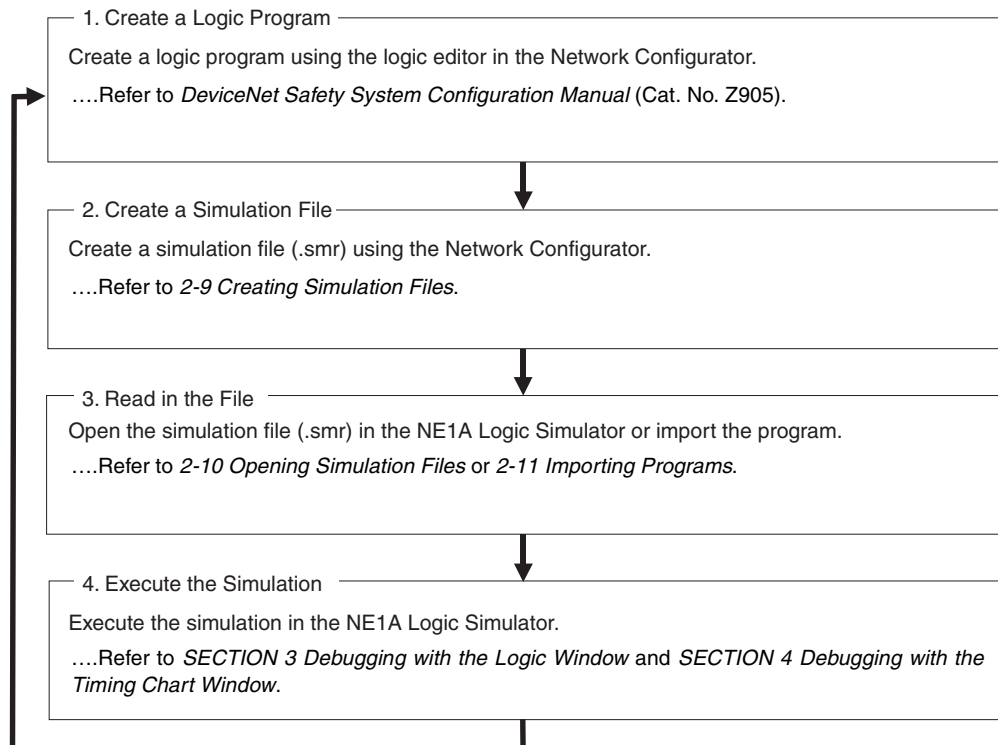 1. Create a Logic Program
Create a logic program using the logic editor in the Network Configurator.
....Refer to DeviceNet Safety System Configuration Manual (Cat. No. Z905).
2. Create a Simulation File
Create a simulation file (.smr) using the Network Configurator.
....Refer to 2-9 Creating Simulation Files.
3. Read in the File
Open the simulation file (.smr) in the NE1A Logic Simulator or import the program.
....Refer to 2-10 Opening Simulation Files or 2-11 Importing Programs.
4. Execute the Simulation
Execute the simulation in the NE1A Logic Simulator.
....Refer to SECTION 3 Debugging with the Logic Window and SECTION 4 Debugging with the
Timing Chart Window.